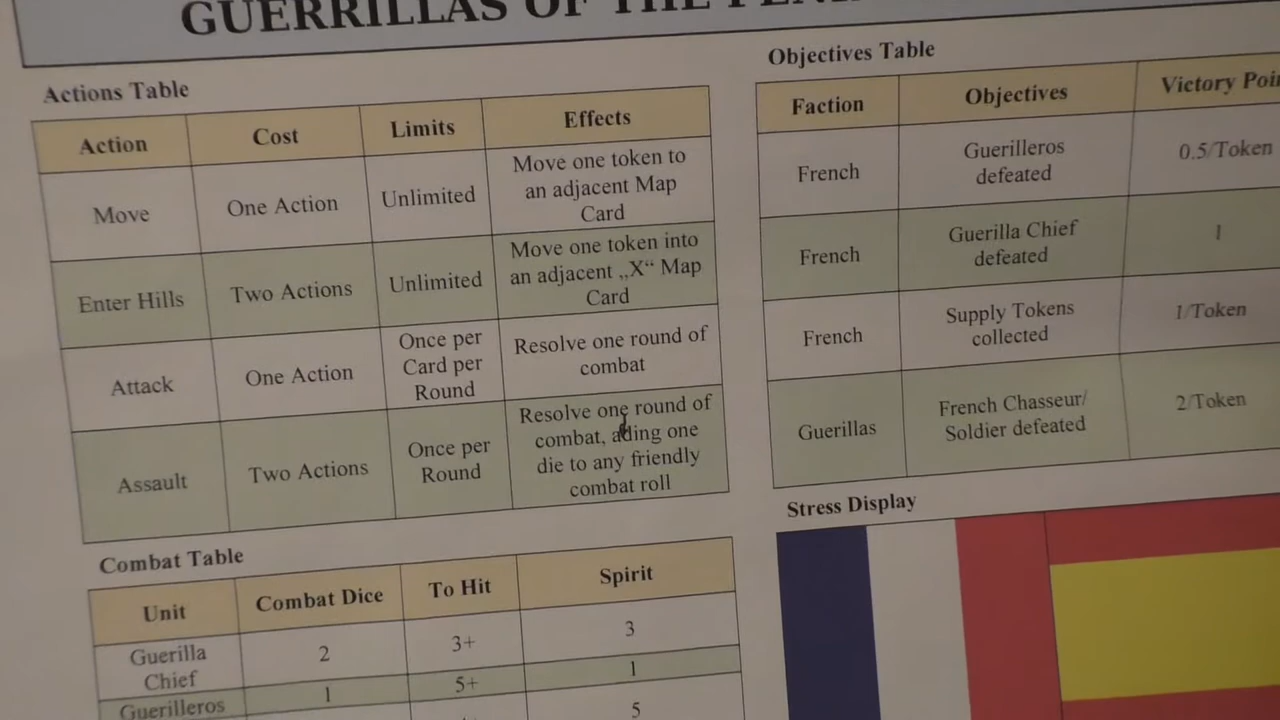 GUERRILLAS OF THE
Actions Table
Action Cost Limits Effects
Move One Action Unlimited Move one token to
an adjacent Map
Card
Enter Hills Two Actions Unlimited Move one token into
an adjacent „X“ Map
Card
Attack One Action Once per
Card per
Round
Resolve one round of
combat
Assault Two Actions Once per
Round
Resolve one round of
combat, ading one
die to any friendly
combat roll
Combat Table
Unit Combat Dice To Hit Spirit
Guerilla
Chief
2 3+ 3
Guerilleros 1 5+ 1
5
Objectives Table
Faction Objectives Victory
French Guerilleros
defeated
0.5/Token
French Guerilla Chief
defeated
1
French Supply Tokens
collected
1/Token
Guerillas French Chasseur/
Soldier defeated
2/Token
Stress Display